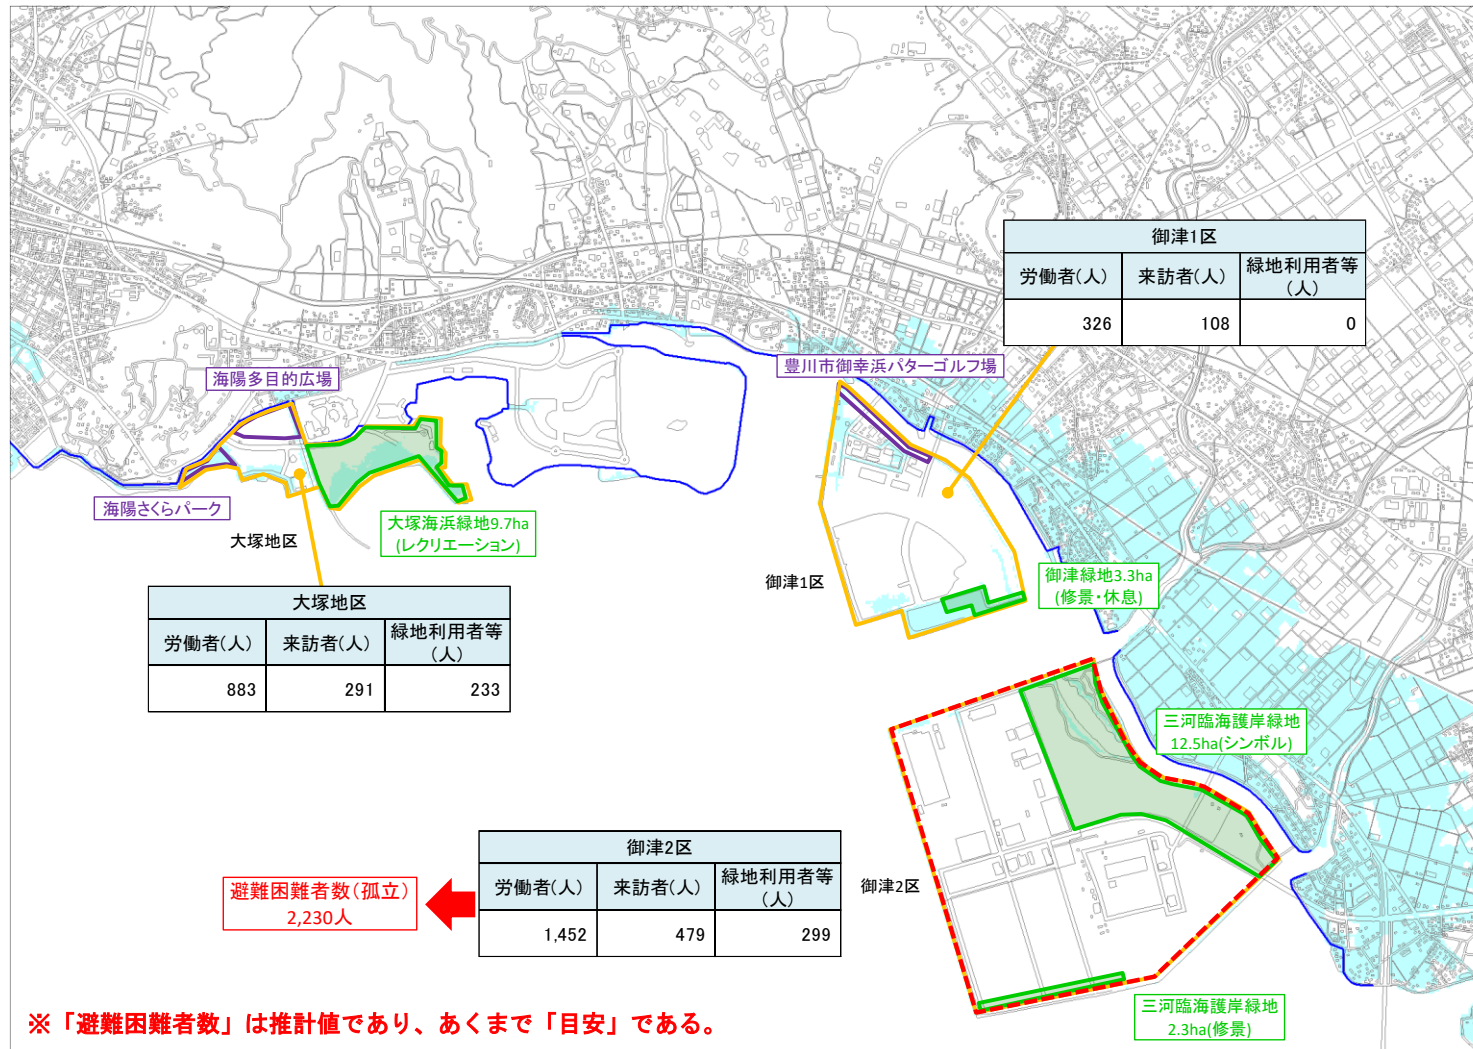 御津1区
労働者(人) 来訪者(人) 緑地利用者等
(人)
326 108 0
豊川市御幸浜パターゴルフ場
海陽多目的広場
海陽さくらパーク
大塚地区
大塚海浜緑地9.7ha
(レクリエーション)
御津1区
御津緑地3.3ha
(修景・休息)
大塚地区
労働者(人) 来訪者(人) 緑地利用者等
(人)
883 291 233
三河臨海護岸緑地
12.5ha(シンボル)
御津2区
労働者(人) 来訪者(人) 緑地利用者等
(人)
1,452 479 299
避難困難者数(孤立)
2,230人
御津2区
三河臨海護岸緑地
2.3ha(修景)
※「避難困難者数」は推計値であり、あくまで「目安」である。